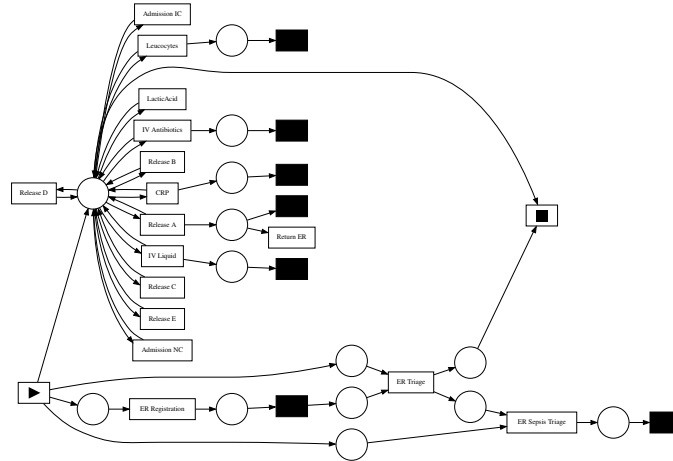 Admission IC
Leucocytes
LacticAcid
IV Antibiotics
Release B
Release D
CRP
Release A
Return ER
IV Liquid
Release C
Release E
Admission NC
ER Triage
ER Registration
ER Sepsis Triage